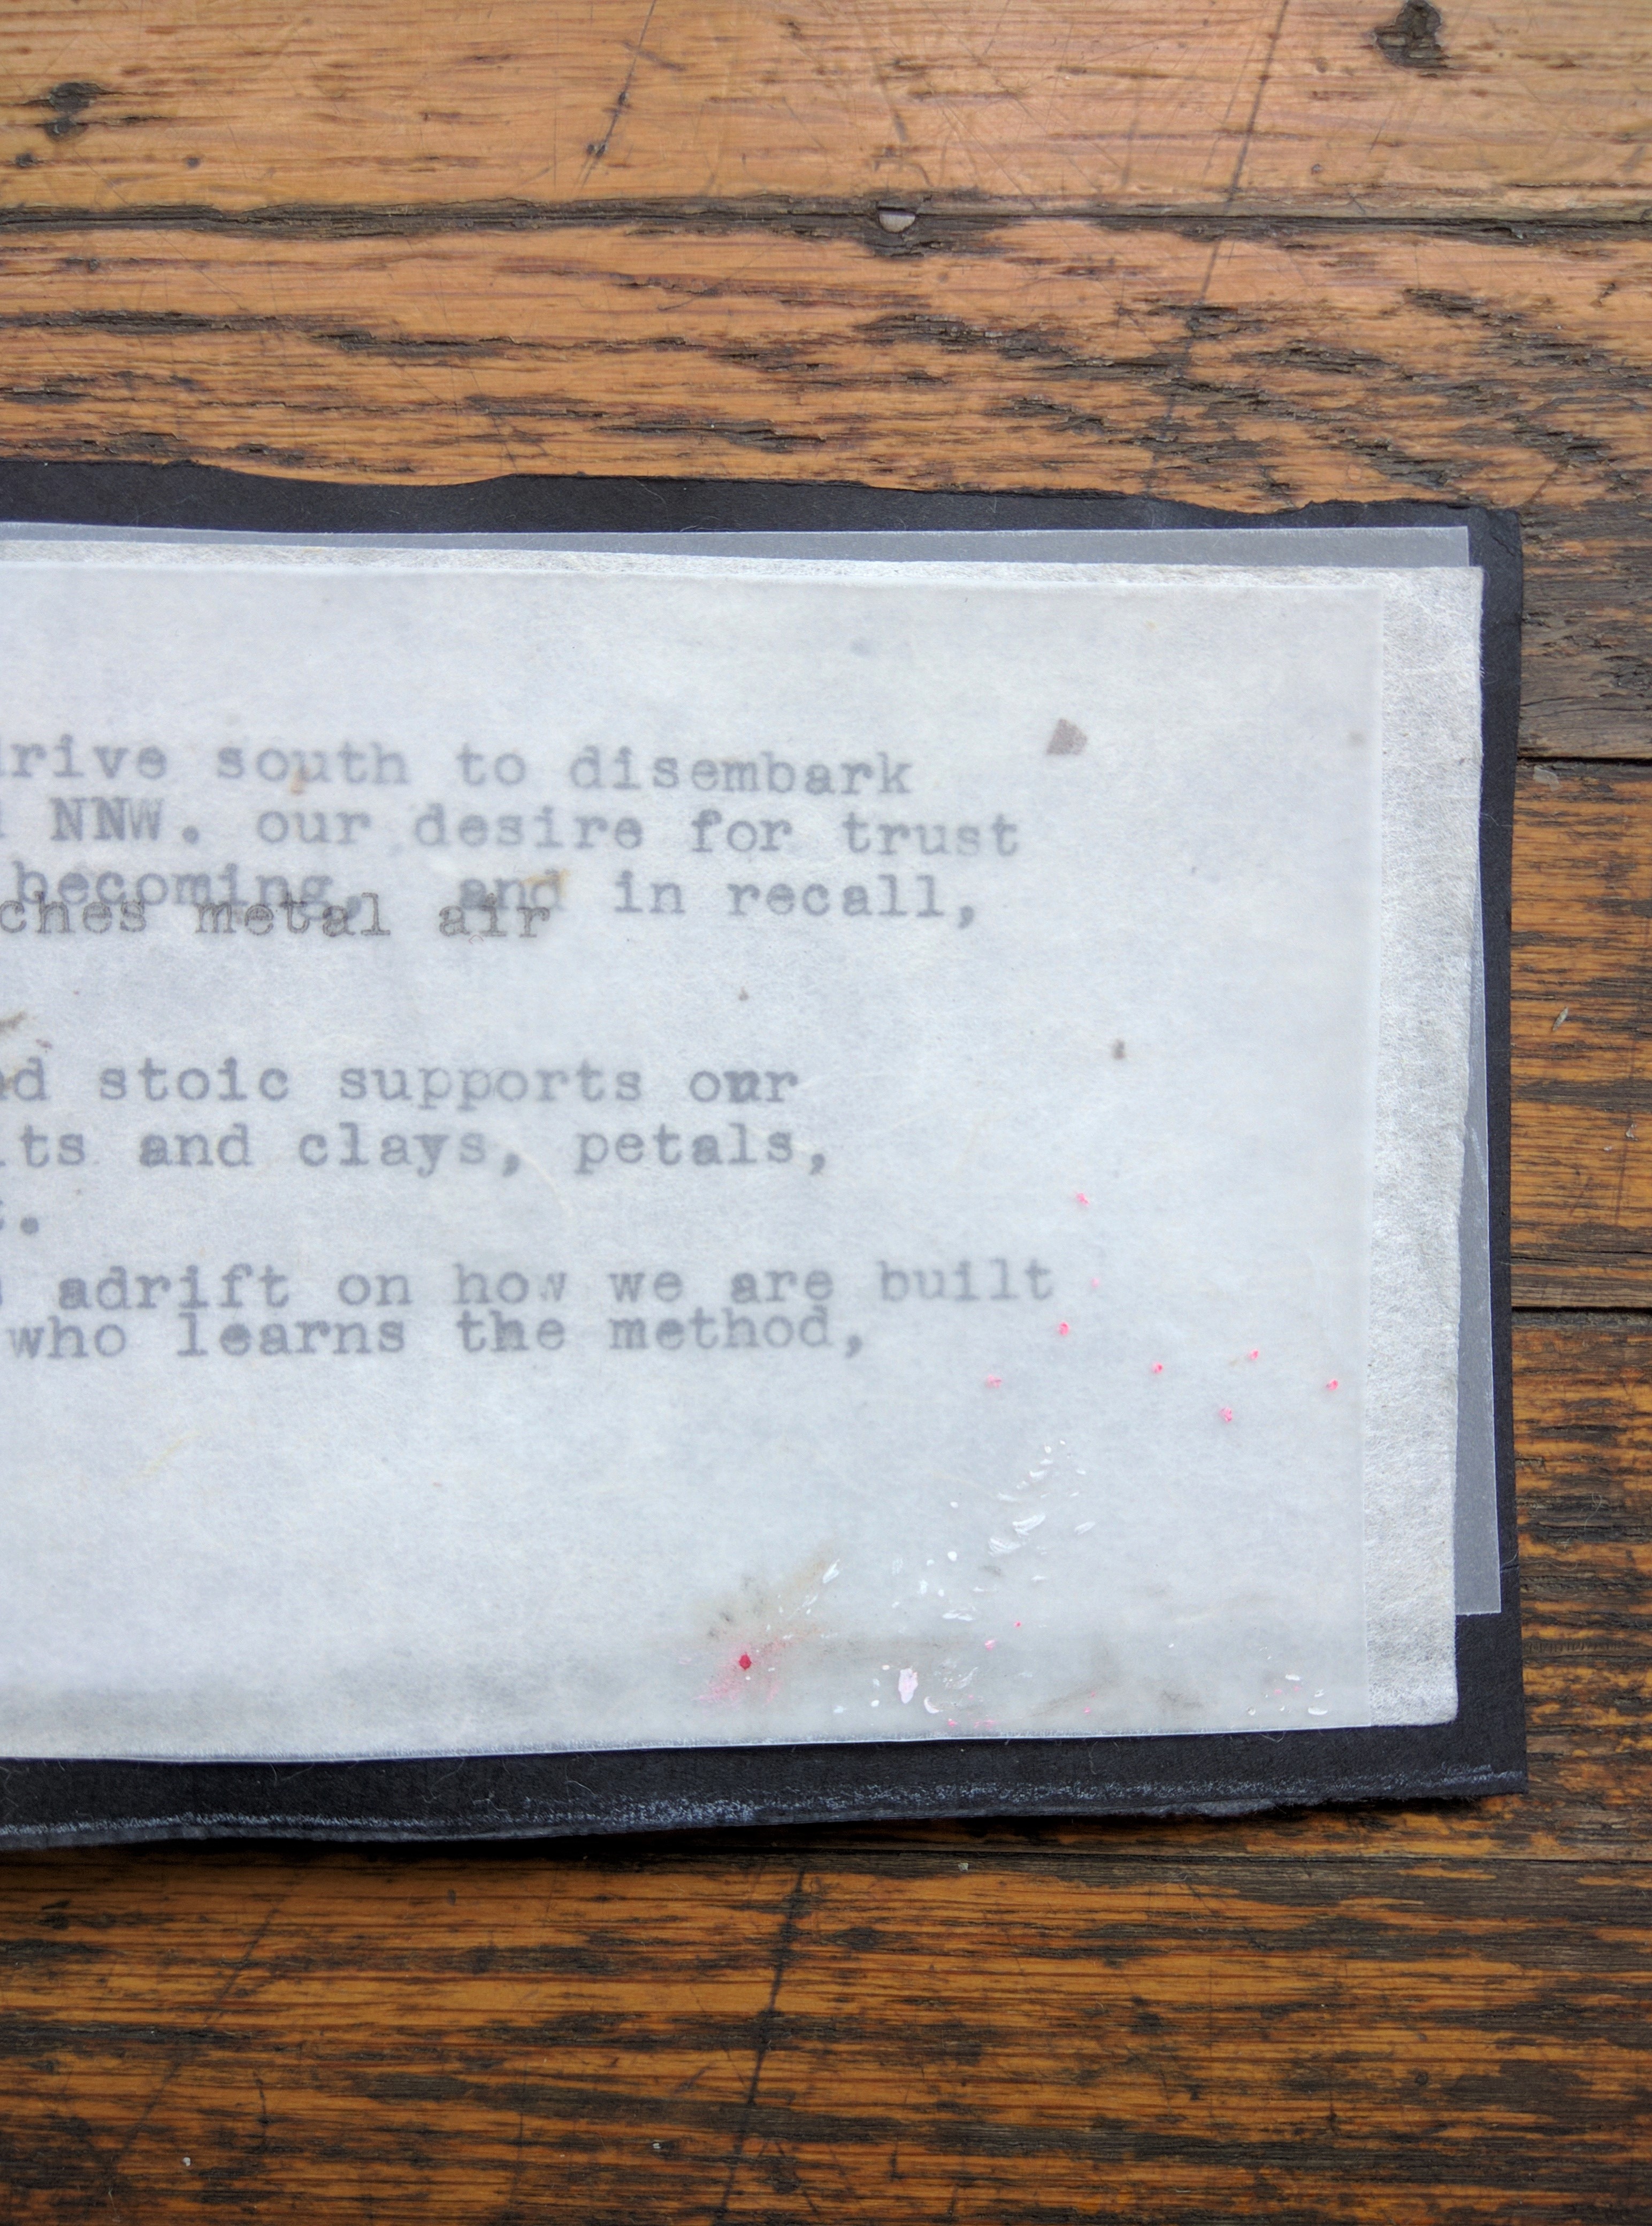 drive south to disembark
NNW. our desire for trust
becoming, and in recall,
ches metal air
d stoic supports our
ts and clays, petals,
.
adrift on how we are built
who learns the method,